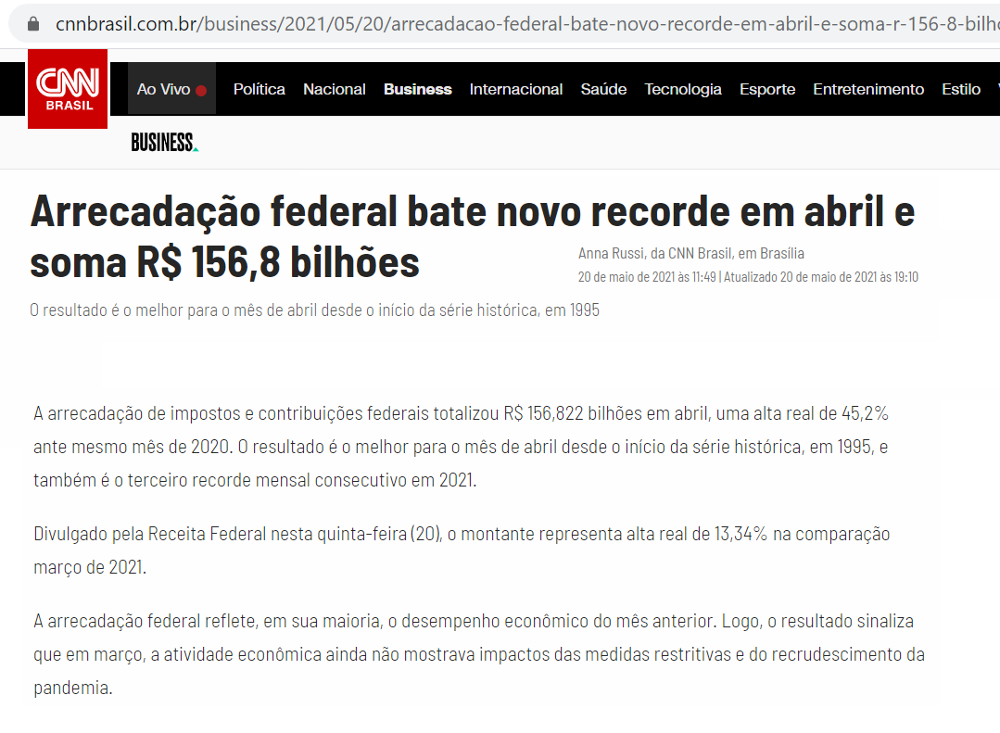 cnnbrasil.com.br/business/2021/05/20/arrecadacao-federal-bate-novo-recorde-em-abril-e-soma-r-156-8-bilh
CNN
BRASIL
Ao Vivo Política Nacional Business Internacional Saúde Tecnologia Esporte Entretenimento Estilo
BUSINESS
Arrecadação federal bate novo recorde em abril e
soma R$ 156,8 bilhões
Anna Russi, da CNN Brasil, em Brasília
20 de maio de 2021 às 11:49 | Atualizado 20 de maio de 2021 às 19:10
O resultado é o melhor para o mês de abril desde o início da série histórica, em 1995
A arrecadação de impostos e contribuições federais totalizou R$ 156,822 bilhões em abril, uma alta real de 45,2%
ante mesmo mês de 2020. O resultado é o melhor para o mês de abril desde o início da série histórica, em 1995, e
também é o terceiro recorde mensal consecutivo em 2021.
Divulgado pela Receita Federal nesta quinta-feira (20), o montante representa alta real de 13,34% na comparação
março de 2021.
A arrecadação federal reflete, em sua maioria, o desempenho econômico do mês anterior. Logo, o resultado sinaliza
que em março, a atividade econômica ainda não mostrava impactos das medidas restritivas e do recrudescimento da
pandemia.